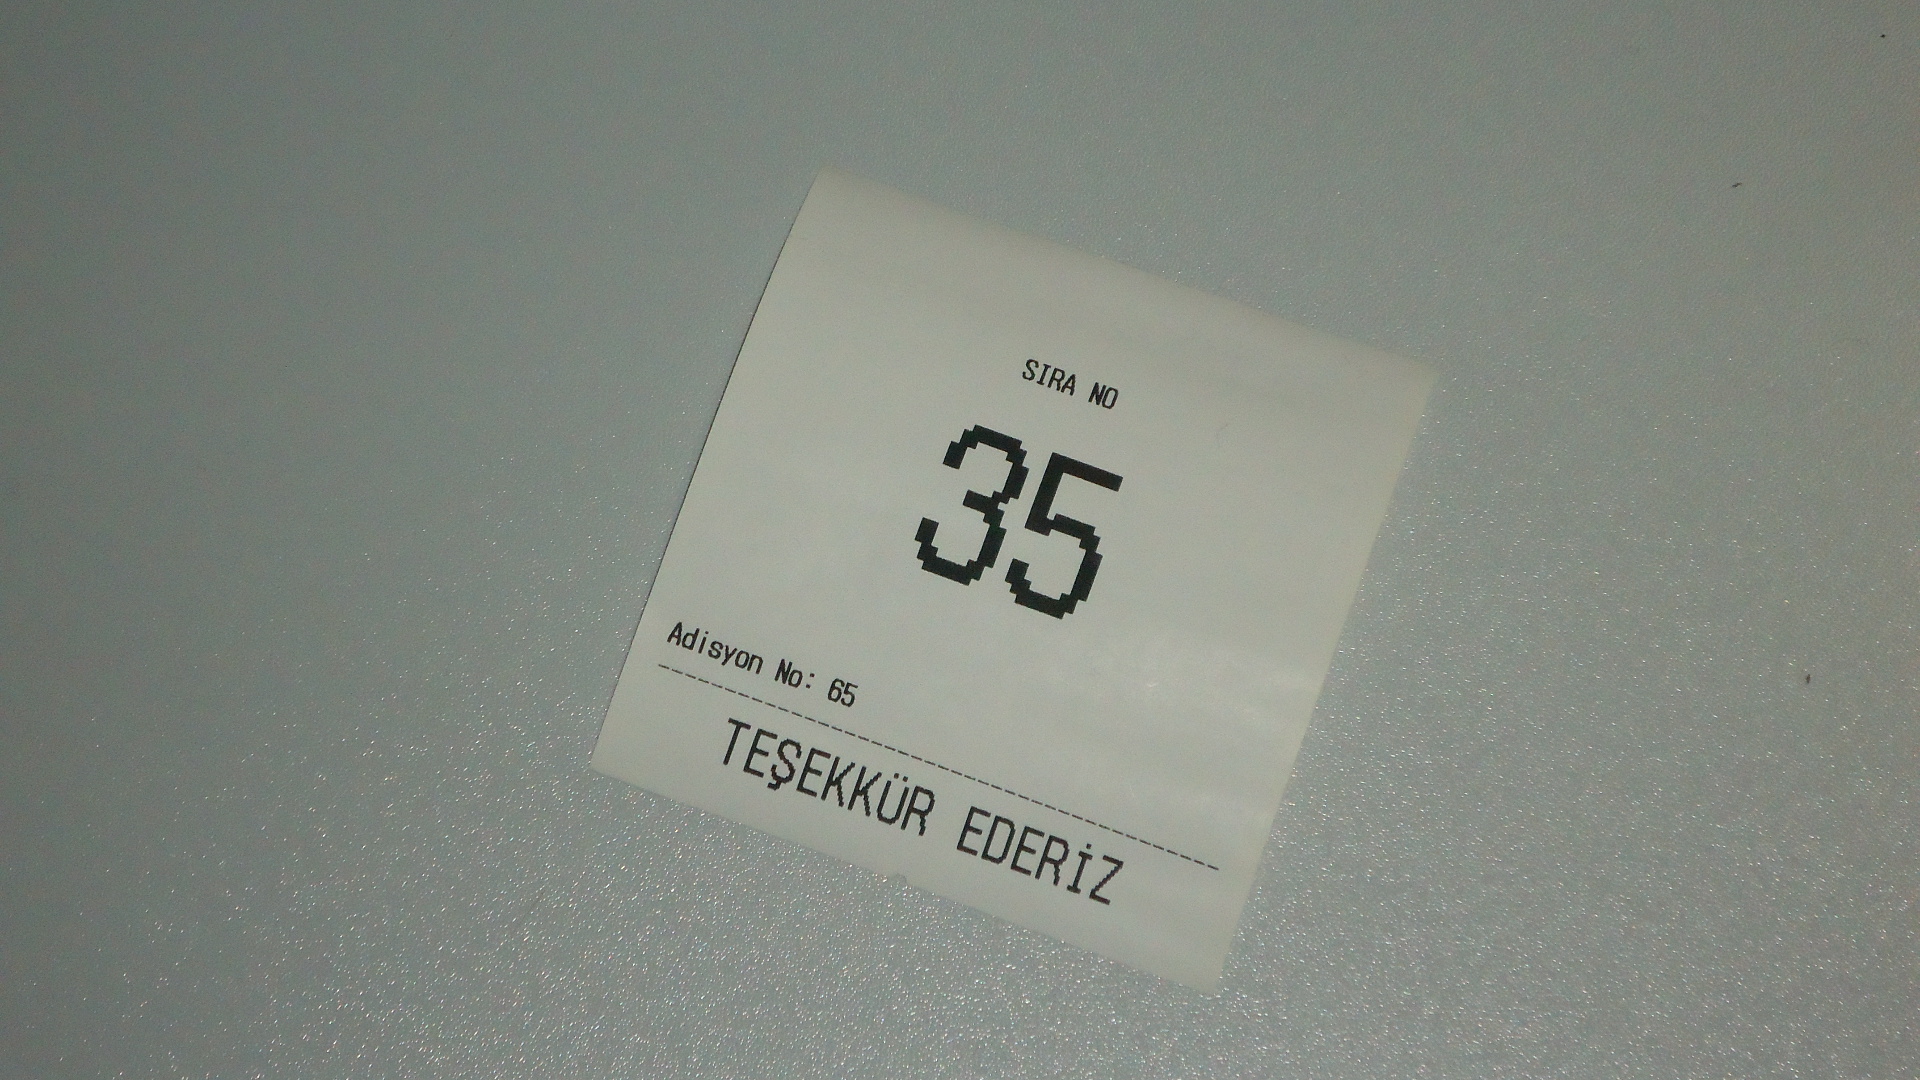 SIRA NO
35
Adisyon No: 65
TEŞEKKÜR EDERİZ